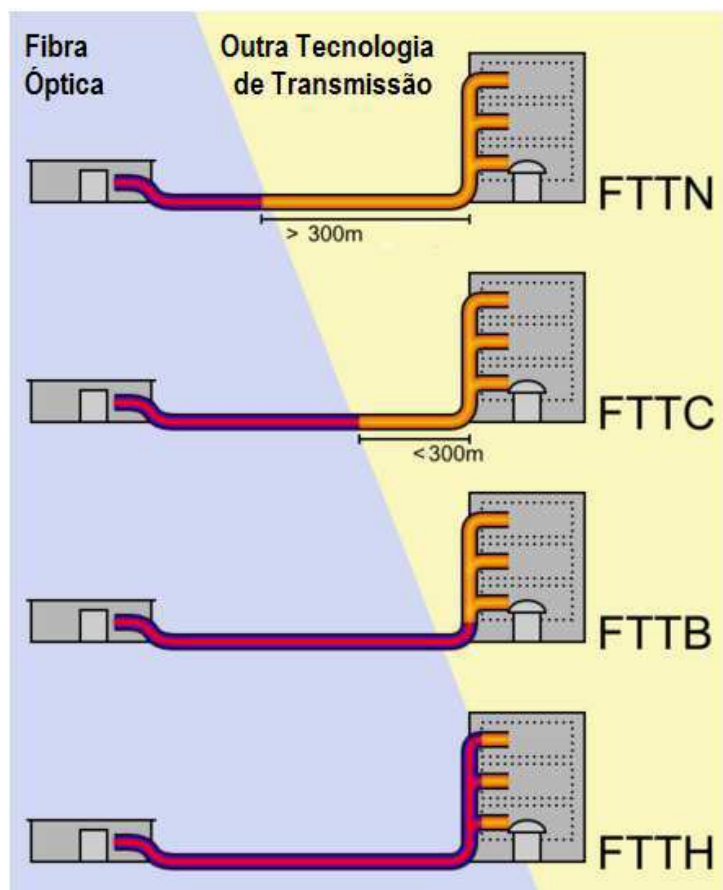 Fibra
Óptica
Outra Tecnologia
de Transmissão
FTTN
> 300m
FTTC
<300m
FTTB
FTTH